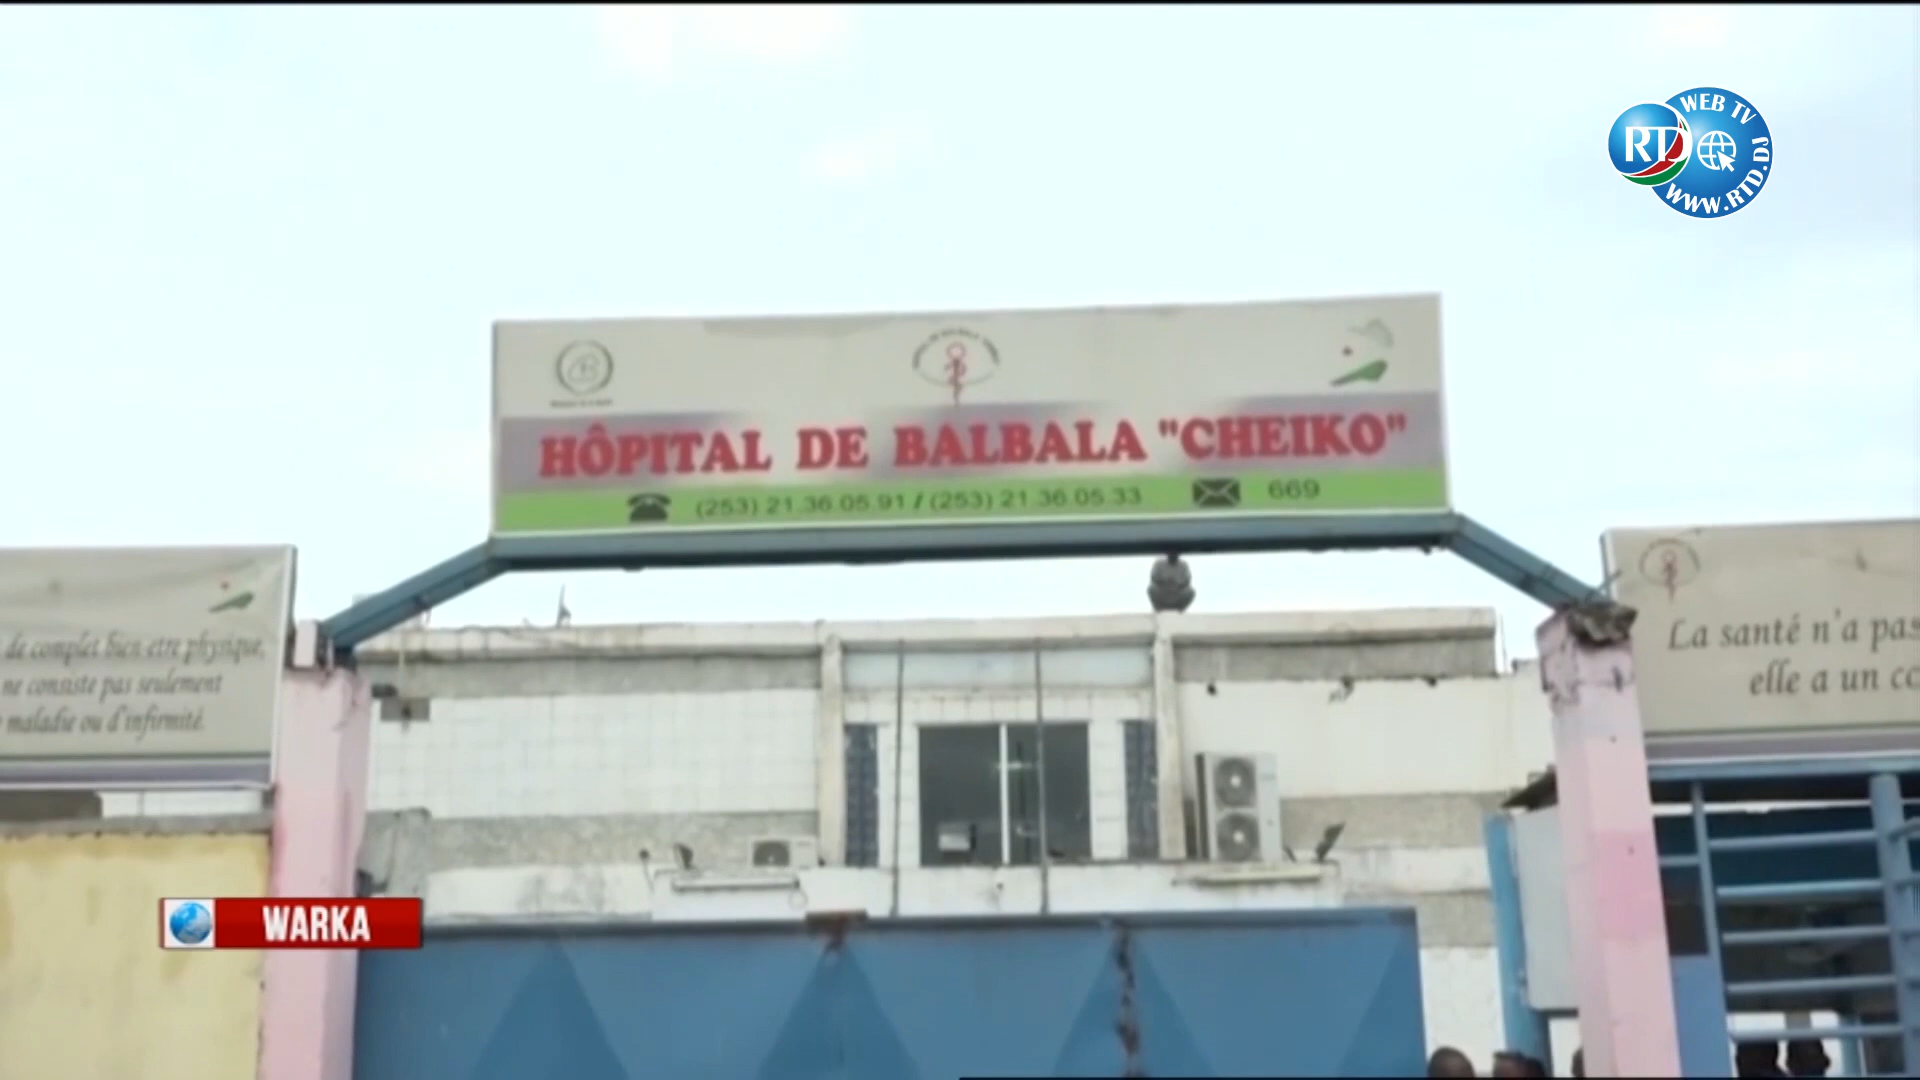 WEB TV
RTD
WWW.RTD.DJ
HÔPITAL DE BALBALA "CHEIKO"
(253) 21.36.05.91 / (253) 21.36.05.33 669
de complet bien etre physique,
ne consiste pas seulement
maladie ou d'infirmité.
La santé n'a pas
elle a un
WARKA